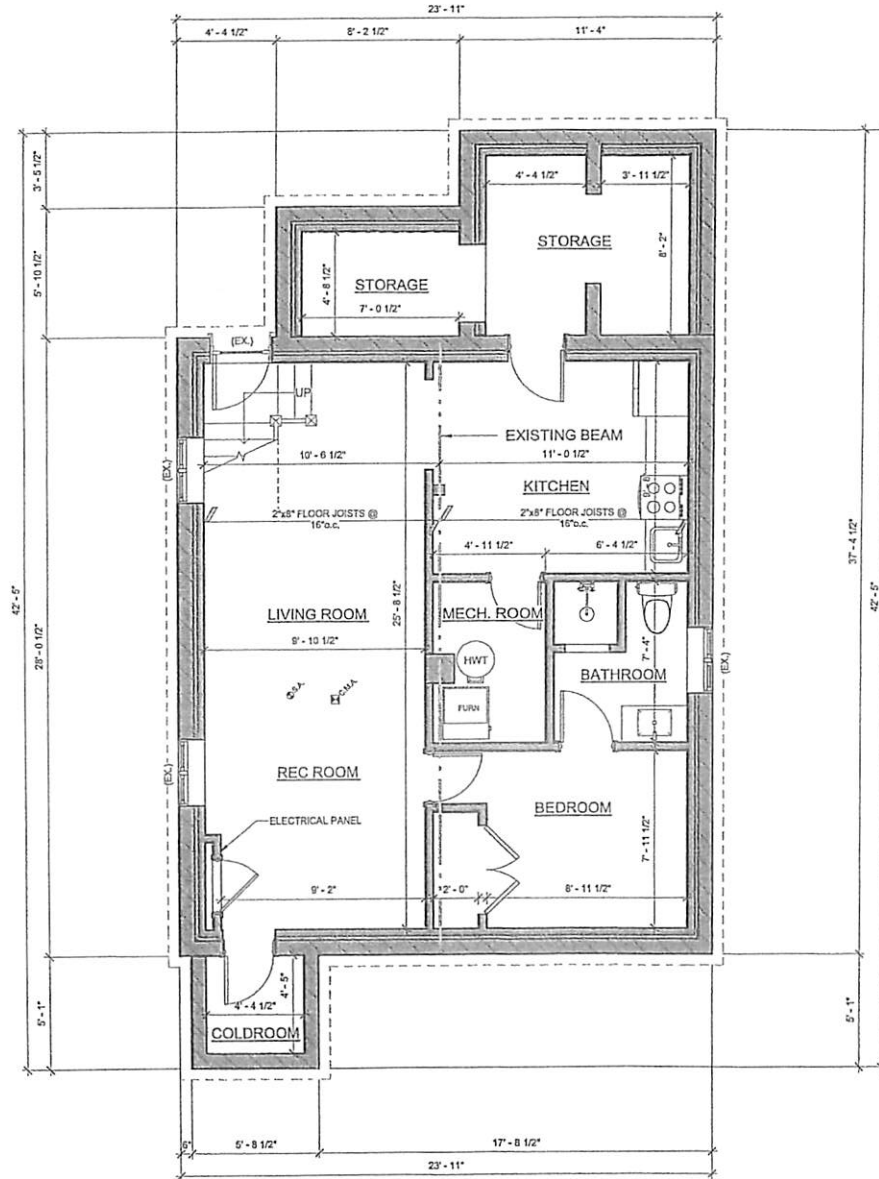 23' - 11"
4' - 4 1/2"
8' - 2 1/2"
11' - 4"
3' - 5 1/2"
5' - 10 1/2"
28' - 0 1/2"
42' - 5"
5' - 1"
37' - 4 1/2"
42' - 5"
5' - 1"
4' - 4 1/2"
3' - 11 1/2"
STORAGE
8' - 2"
4' - 8 1/2"
STORAGE
7' - 0 1/2"
(EX.)
UP
EXISTING BEAM
(EX.)
10' - 6 1/2"
11' - 0 1/2"
KITCHEN
2"x8" FLOOR JOISTS @
16"o.c.
2"x8" FLOOR JOISTS @
16"o.c.
4' - 11 1/2"
6' - 4 1/2"
LIVING ROOM
25' - 8 1/2"
MECH. ROOM
9' - 10 1/2"
7' - 4"
HWT
BATHROOM
(EX.)
S.A.
C.M.A.
FURN
REC ROOM
(EX.)
BEDROOM
ELECTRICAL PANEL
7' - 11 1/2"
9' - 2"
2' - 0"
8' - 11 1/2"
4' - 5"
4' - 4 1/2"
COLDROOM
6"
5' - 8 1/2"
17' - 8 1/2"
23' - 11"